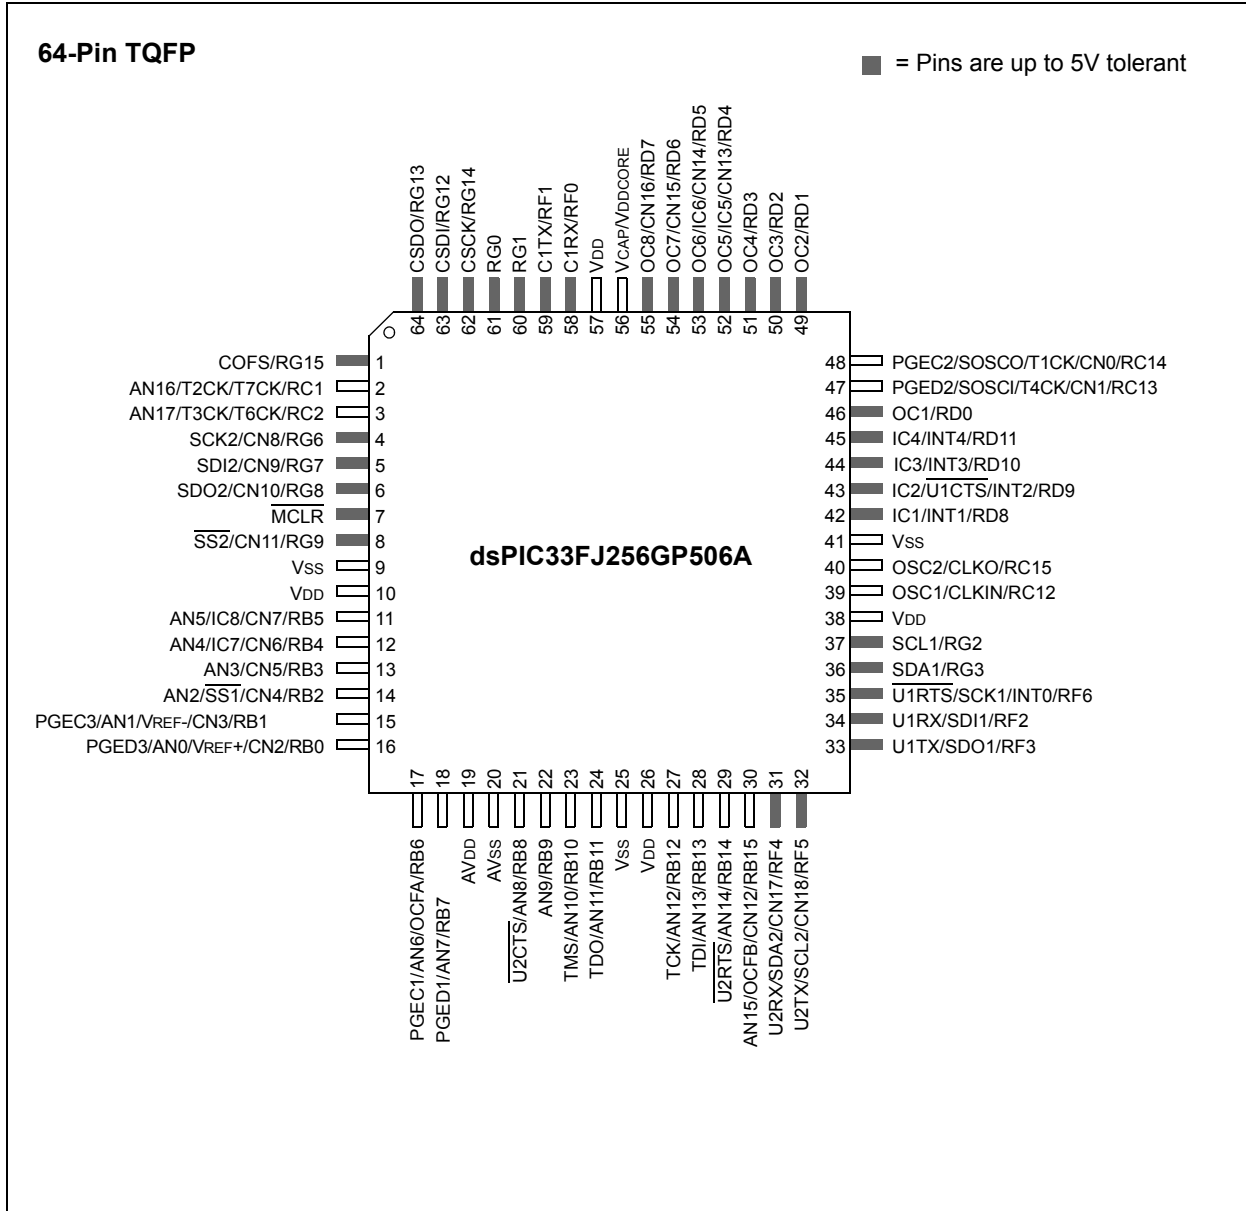 64-Pin TQFP
= Pins are up to 5V tolerant
CSDO/RG13
CSDI/RG12
CSCK/RG14
RG0
RG1
C1TX/RF1
C1RX/RF0
VDD
VCAP/VDDCORE
OC8/CN16/RD7
OC7/CN15/RD6
OC6/IC6/CN14/RD5
OC5/IC5/CN13/RD4
OC4/RD3
OC3/RD2
OC2/RD1
64
63
62
61
60
59
58
57
56
55
54
53
52
51
50
49
COFS/RG15 1
AN16/T2CK/T7CK/RC1 2
AN17/T3CK/T6CK/RC2 3
SCK2/CN8/RG6 4
SDI2/CN9/RG7 5
SDO2/CN10/RG8 6
MCLR 7
SS2/CN11/RG9 8
VSS 9
VDD 10
AN5/IC8/CN7/RB5 11
AN4/IC7/CN6/RB4 12
AN3/CN5/RB3 13
AN2/SS1/CN4/RB2 14
PGEC3/AN1/VREF-/CN3/RB1 15
PGED3/AN0/VREF+/CN2/RB0 16
dsPIC33FJ256GP506A
48 PGEC2/SOSCO/T1CK/CN0/RC14
47 PGED2/SOSCI/T4CK/CN1/RC13
46 OC1/RD0
45 IC4/INT4/RD11
44 IC3/INT3/RD10
43 IC2/U1CTS/INT2/RD9
42 IC1/INT1/RD8
41 VSS
40 OSC2/CLKO/RC15
39 OSC1/CLKIN/RC12
38 VDD
37 SCL1/RG2
36 SDA1/RG3
35 U1RTS/SCK1/INT0/RF6
34 U1RX/SDI1/RF2
33 U1TX/SDO1/RF3
17
18
19
20
21
22
23
24
25
26
27
28
29
30
31
32
PGEC1/AN6/OCFA/RB6
PGED1/AN7/RB7
AVDD
AVSS
U2CTS/AN8/RB8
AN9/RB9
TMS/AN10/RB10
TDO/AN11/RB11
VSS
VDD
TCK/AN12/RB12
TDI/AN13/RB13
U2RTS/AN14/RB14
AN15/OCFB/CN12/RB15
U2RX/SDA2/CN17/RF4
U2TX/SCL2/CN18/RF5